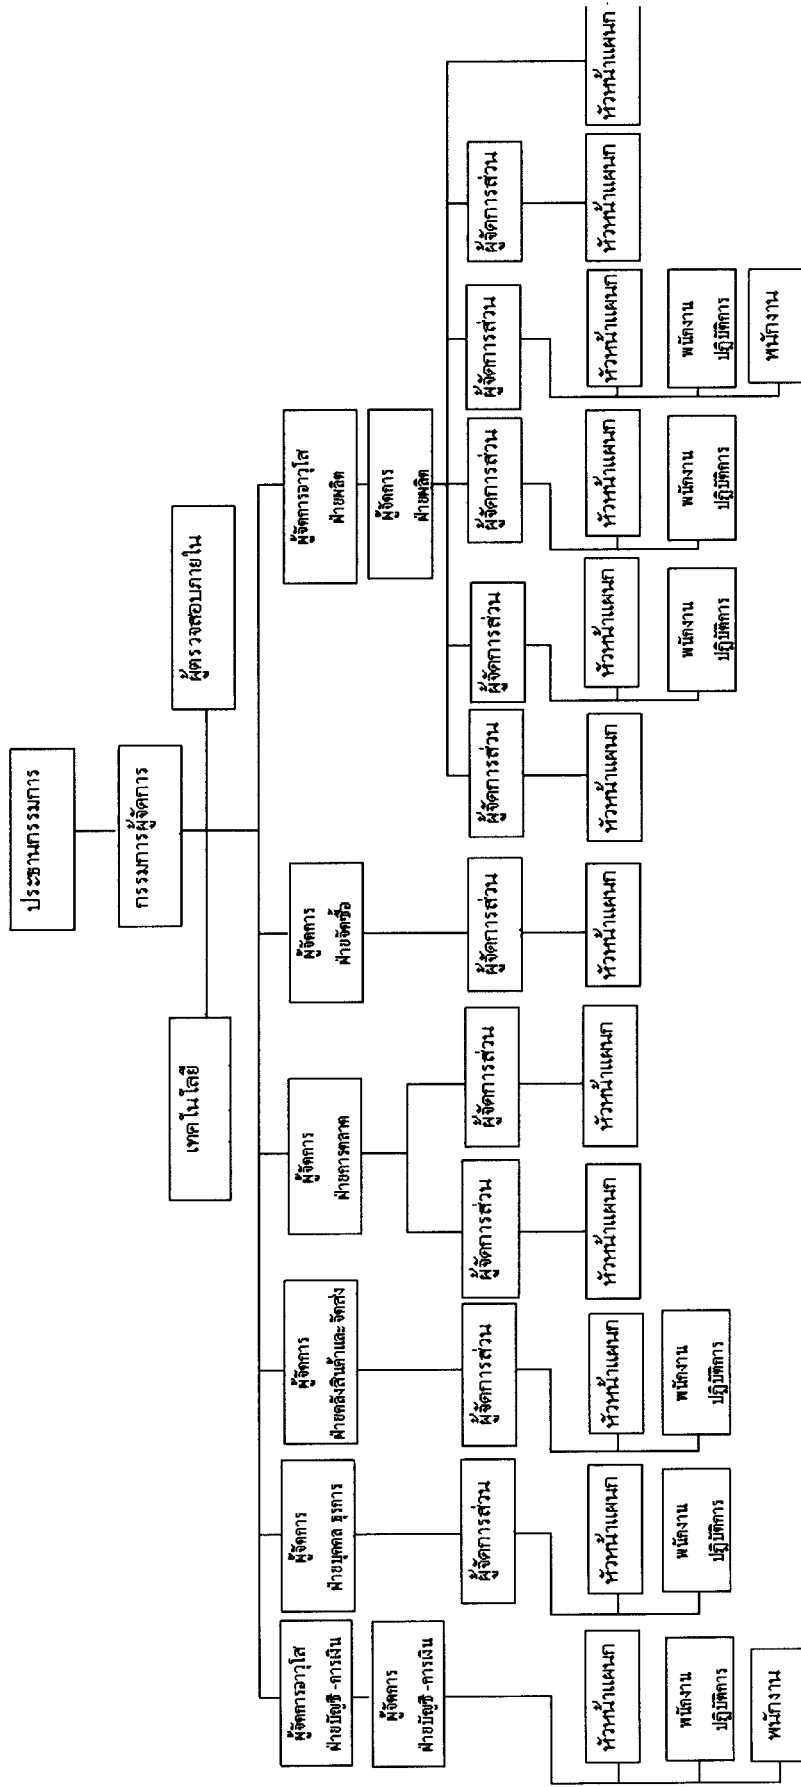 ประธานกรรมการ
กรรมการผู้จัดการ
เทคโนโลยี
ผู้ตรวจสอบภายใน
ผู้จัดการอาวุโส
ฝ่ายบัญชี-การเงิน
ผู้จัดการ
ฝ่ายบุคคล ธุรการ
ผู้จัดการ
ฝ่ายคลังสินค้าและจัดส่ง
ผู้จัดการ
ฝ่ายการตลาด
ผู้จัดการ
ฝ่ายจัดซื้อ
ผู้จัดการอาวุโส
ฝ่ายผลิต
ผู้จัดการ
ฝ่ายบัญชี-การเงิน
ผู้จัดการ
ฝ่ายผลิต
ผู้จัดการส่วน
ผู้จัดการส่วน
ผู้จัดการส่วน
ผู้จัดการส่วน
ผู้จัดการส่วน
ผู้จัดการส่วน
ผู้จัดการส่วน
ผู้จัดการส่วน
ผู้จัดการส่วน
ผู้จัดการส่วน
หัวหน้าแผนก
หัวหน้าแผนก
หัวหน้าแผนก
หัวหน้าแผนก
หัวหน้าแผนก
หัวหน้าแผนก
หัวหน้าแผนก
หัวหน้าแผนก
หัวหน้าแผนก
หัวหน้าแผนก
หัวหน้าแผนก
หัวหน้าแผนก
พนักงาน
ปฏิบัติการ
พนักงาน
ปฏิบัติการ
พนักงาน
ปฏิบัติการ
พนักงาน
ปฏิบัติการ
พนักงาน
ปฏิบัติการ
พนักงาน
ปฏิบัติการ
พนักงาน
พนักงาน